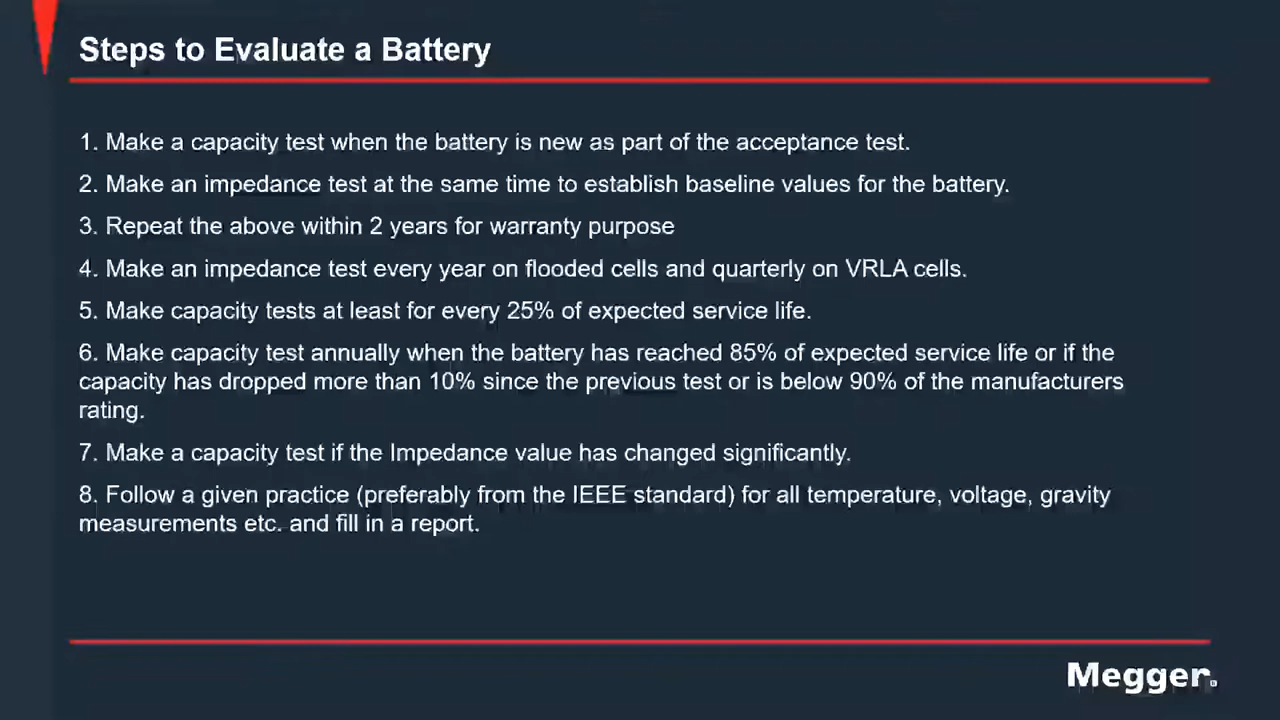 Steps to Evaluate a Battery
1. Make a capacity test when the battery is new as part of the acceptance test.
2. Make an impedance test at the same time to establish baseline values for the battery.
3. Repeat the above within 2 years for warranty purpose
4. Make an impedance test every year on flooded cells and quarterly on VRLA cells.
5. Make capacity tests at least for every 25% of expected service life.
6. Make capacity test annually when the battery has reached 85% of expected service life or if the
capacity has dropped more than 10% since the previous test or is below 90% of the manufacturers
rating.
7. Make a capacity test if the Impedance value has changed significantly.
8. Follow a given practice (preferably from the IEEE standard) for all temperature, voltage, gravity
measurements etc. and fill in a report.
Megger